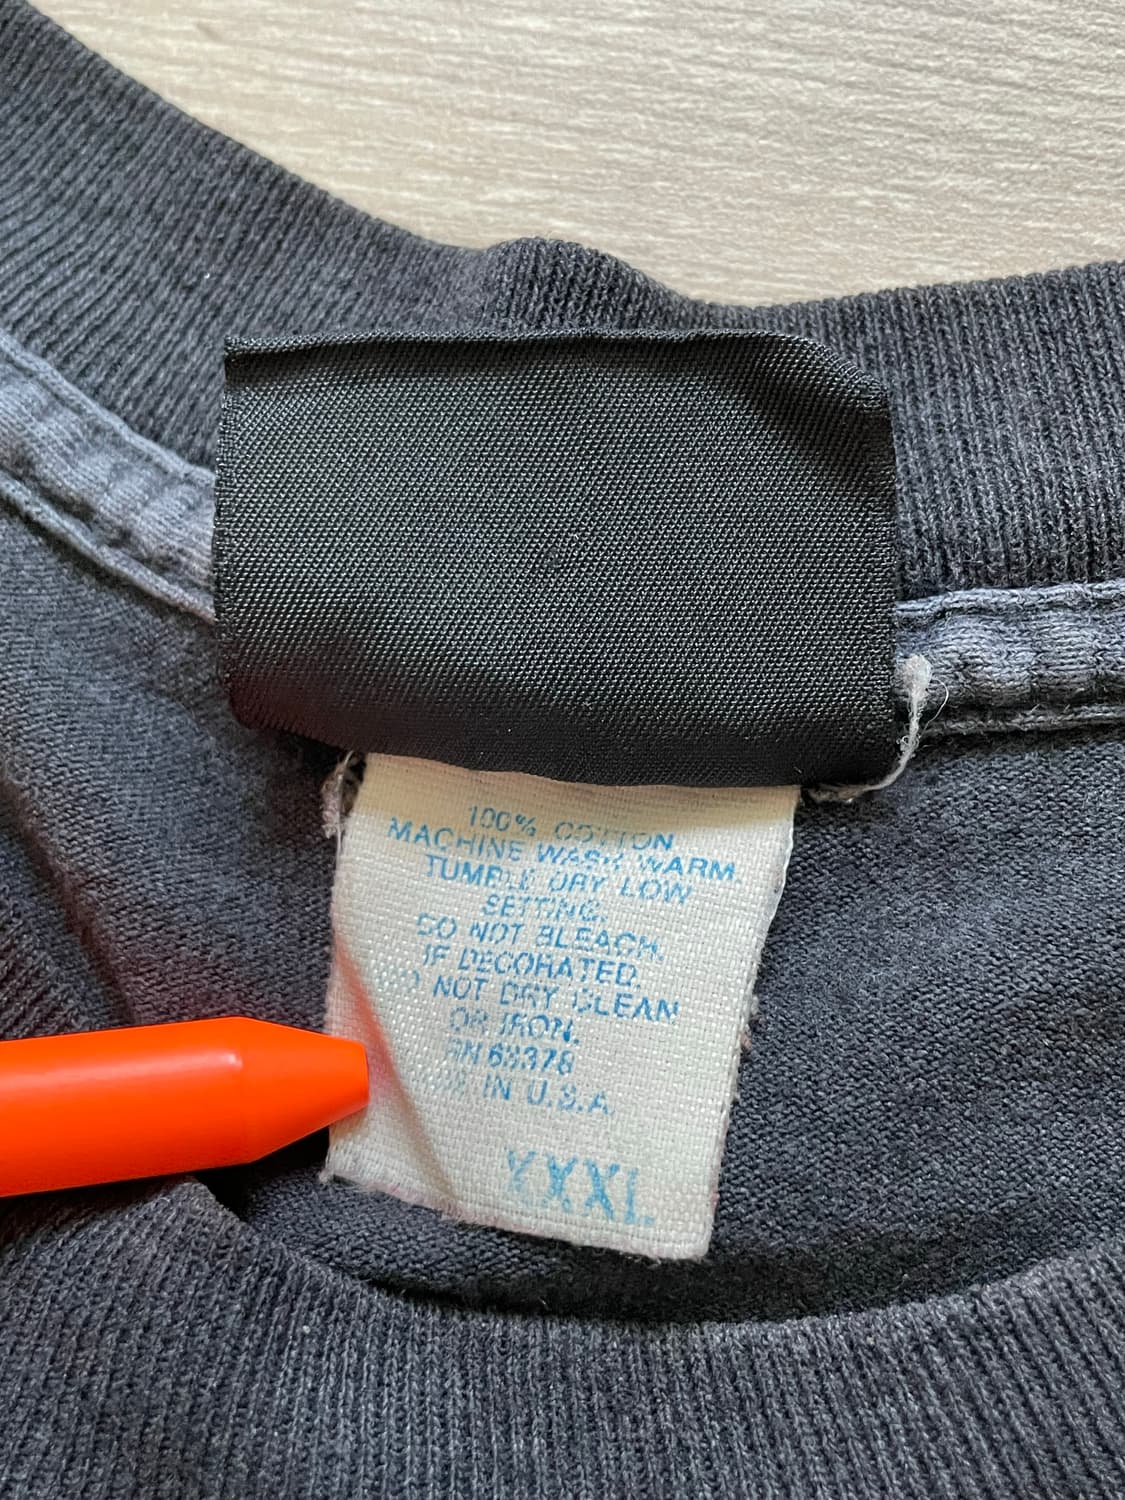 100% COTTON
MACHINE WASH WARM.
TUMBLE DRY LOW
SETTING.
DO NOT BLEACH.
IF DECORATED,
NOT DRY CLEAN
OR IRON.
RN
IN U.S.A.
XXXL